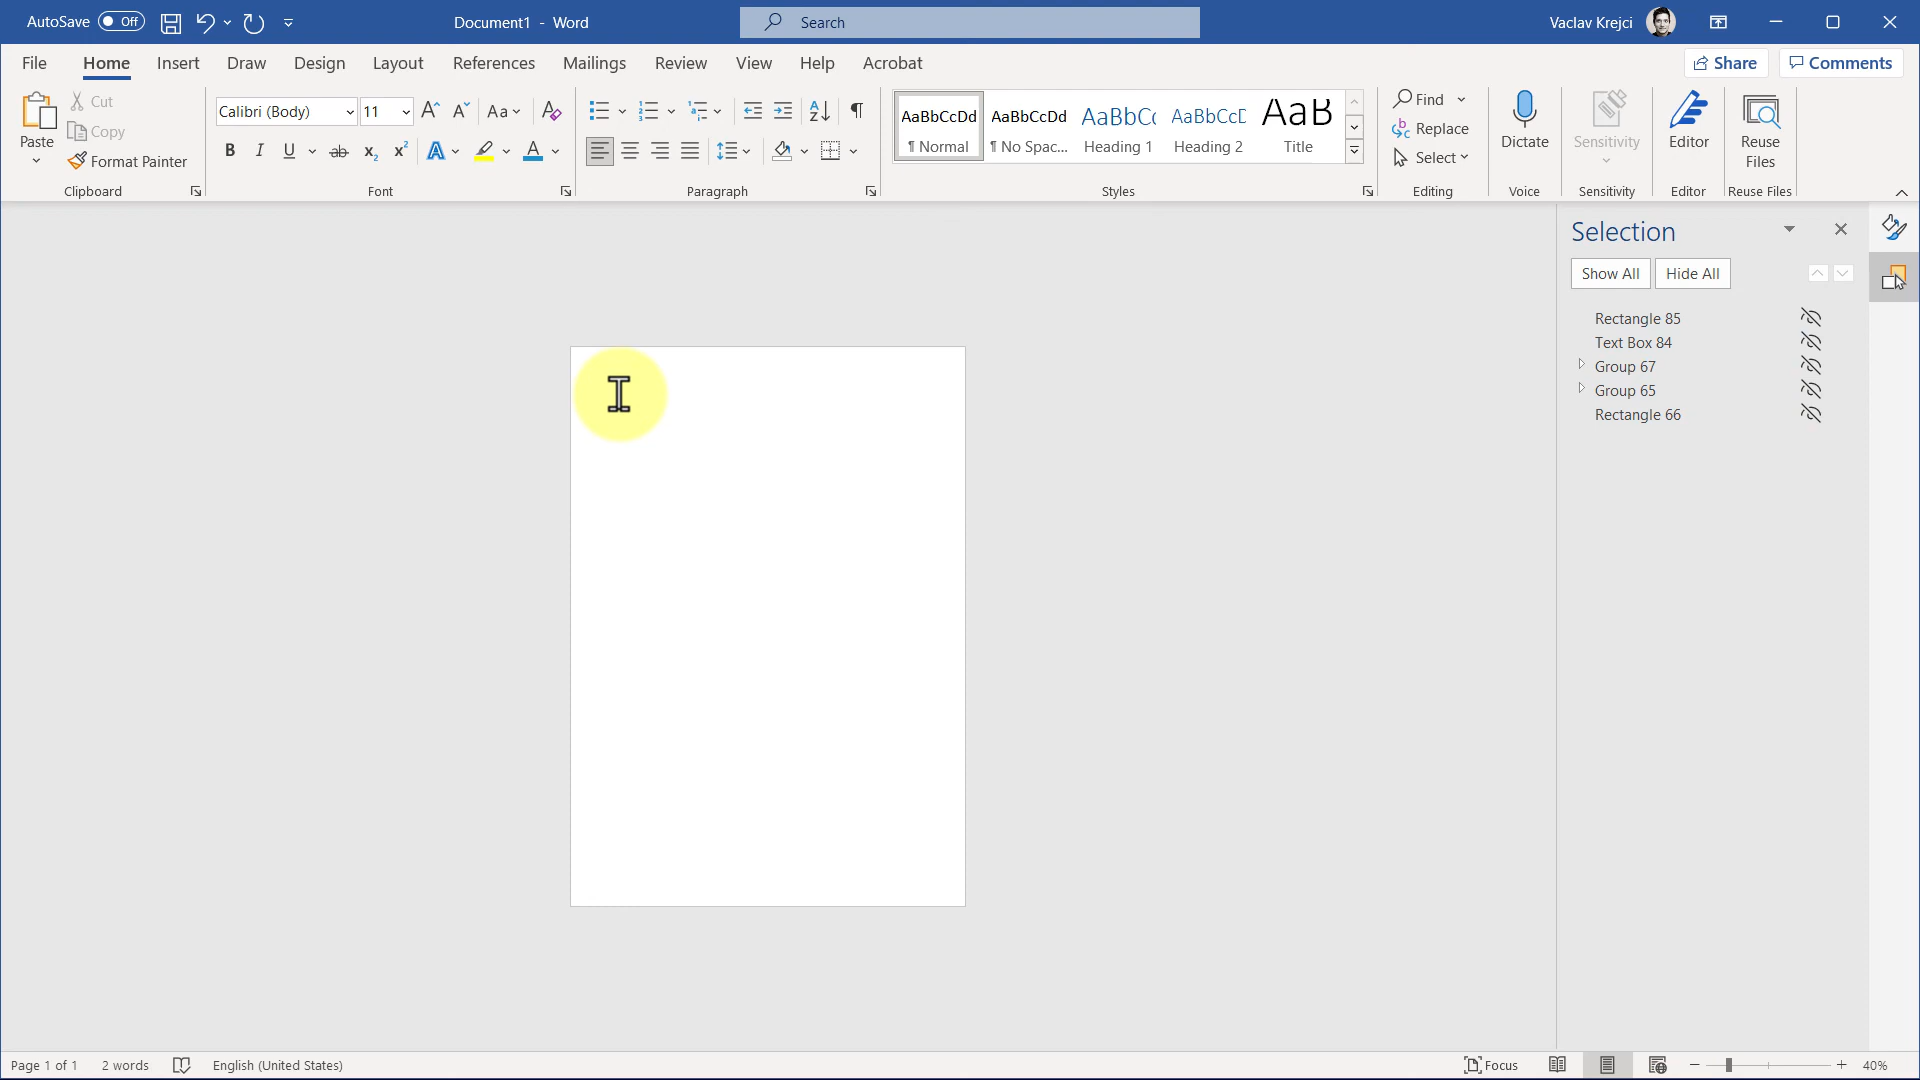 AutoSave Off Document1 - Word Search Vaclav Krejci
File Home Insert Draw Design Layout References Mailings Review View Help Acrobat Share Comments
Paste
Cut
Copy
Format Painter
Clipboard
Calibri (Body) 11 Aa
B I U ab x₂ x² A A
Font
Paragraph
AaBbCcDd AaBbCcDd AaBbCc AaBbCcD AaB
¶ Normal ¶ No Spac... Heading 1 Heading 2 Title
Styles
Find
Replace
Select
Editing
Dictate
Voice
Sensitivity
Sensitivity
Editor
Editor
Reuse
Files
Reuse Files
Selection
Show All Hide All
Rectangle 85
Text Box 84
Group 67
Group 65
Rectangle 66
Page 1 of 1 2 words English (United States) Focus 40%